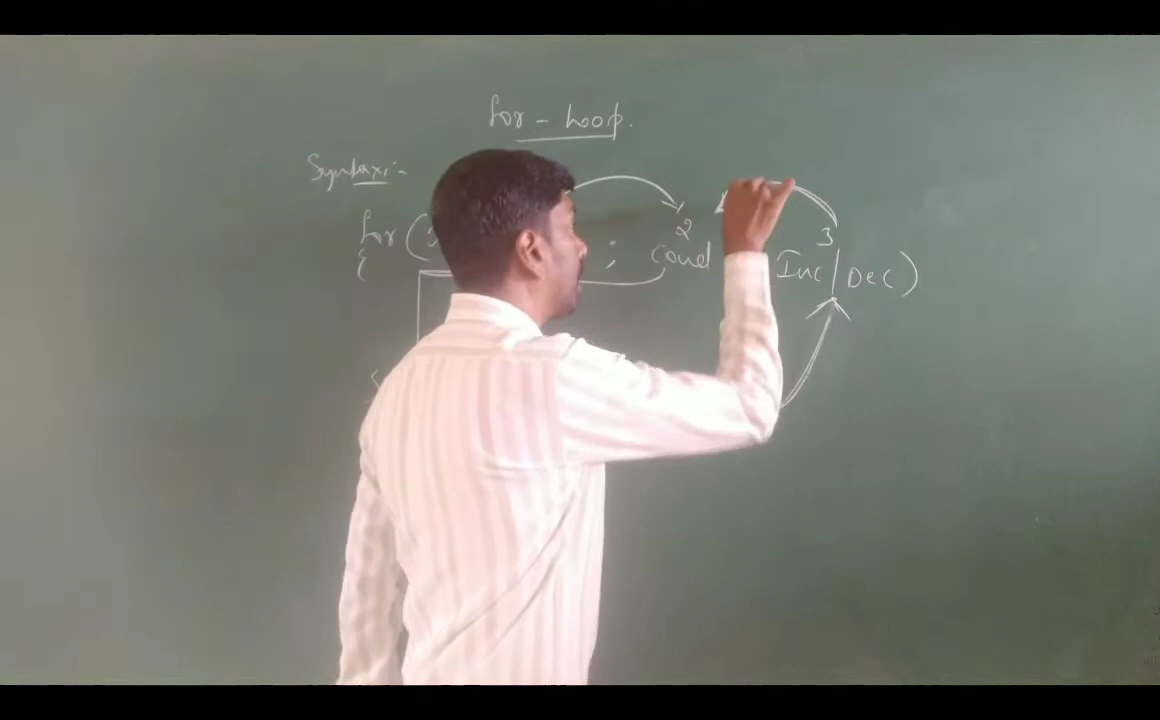 for - Loop.
Syntax:-
2 3
for ( ; cond Inc/Dec)
{